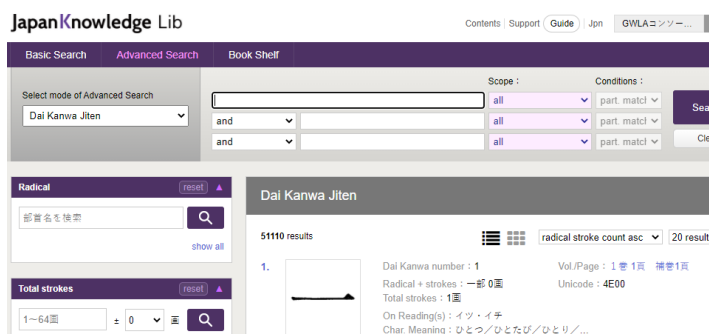 JapanKnowledge Lib
Contents Support Guide Jpn GWLAコンソー...
Basic Search Advanced Search Book Shelf
Select mode of Advanced Search
Dai Kanwa Jiten
Scope： Conditions：
all part. match
and all part. match
and all part. match
Radical reset
部首名を検索
show all
Total strokes reset
1～64画 ± 0 画
Dai Kanwa Jiten
51110 results radical stroke count asc 20
1.
Dai Kanwa number：1 Vol./Page：1巻 1頁 補巻1頁
Radical + strokes：一部 0画 Unicode：4E00
Total strokes：1画
On Reading(s)：イツ・イチ
Char. Meaning：ひとつ／ひとたび／ひとり／...